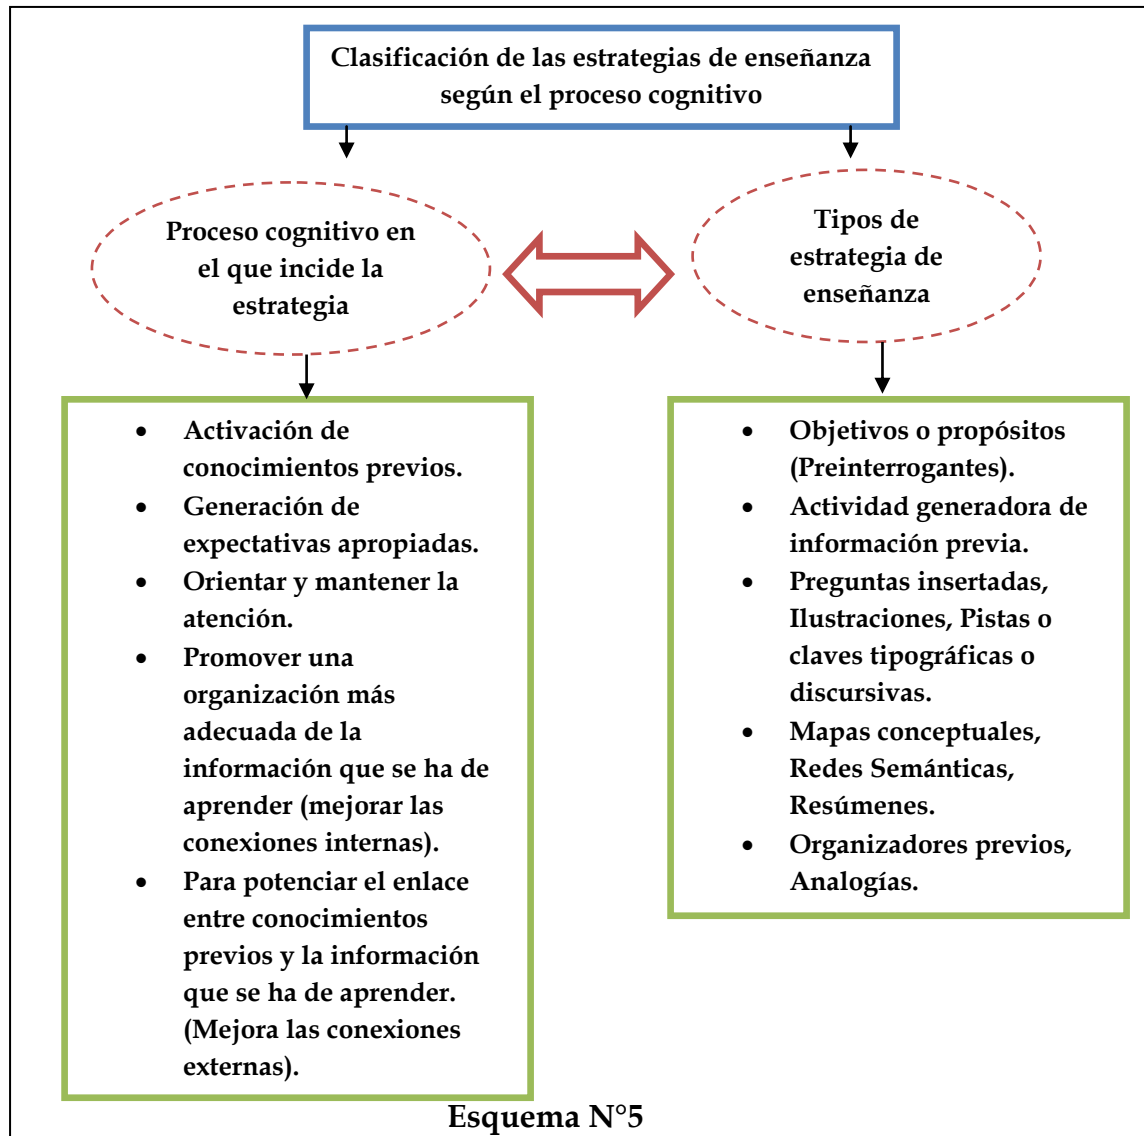 Clasificación de las estrategias de enseñanza
según el proceso cognitivo
Proceso cognitivo en
el que incide la
estrategia
Tipos de
estrategia de
enseñanza
• Activación de
conocimientos previos.
• Generación de
expectativas apropiadas.
• Orientar y mantener la
atención.
• Promover una
organización más
adecuada de la
información que se ha de
aprender (mejorar las
conexiones internas).
• Para potenciar el enlace
entre conocimientos
previos y la información
que se ha de aprender.
(Mejora las conexiones
externas).
• Objetivos o propósitos
(Preinterrogantes).
• Actividad generadora de
información previa.
• Preguntas insertadas,
Ilustraciones, Pistas o
claves tipográficas o
discursivas.
• Mapas conceptuales,
Redes Semánticas,
Resúmenes.
• Organizadores previos,
Analogías.
Esquema N°5